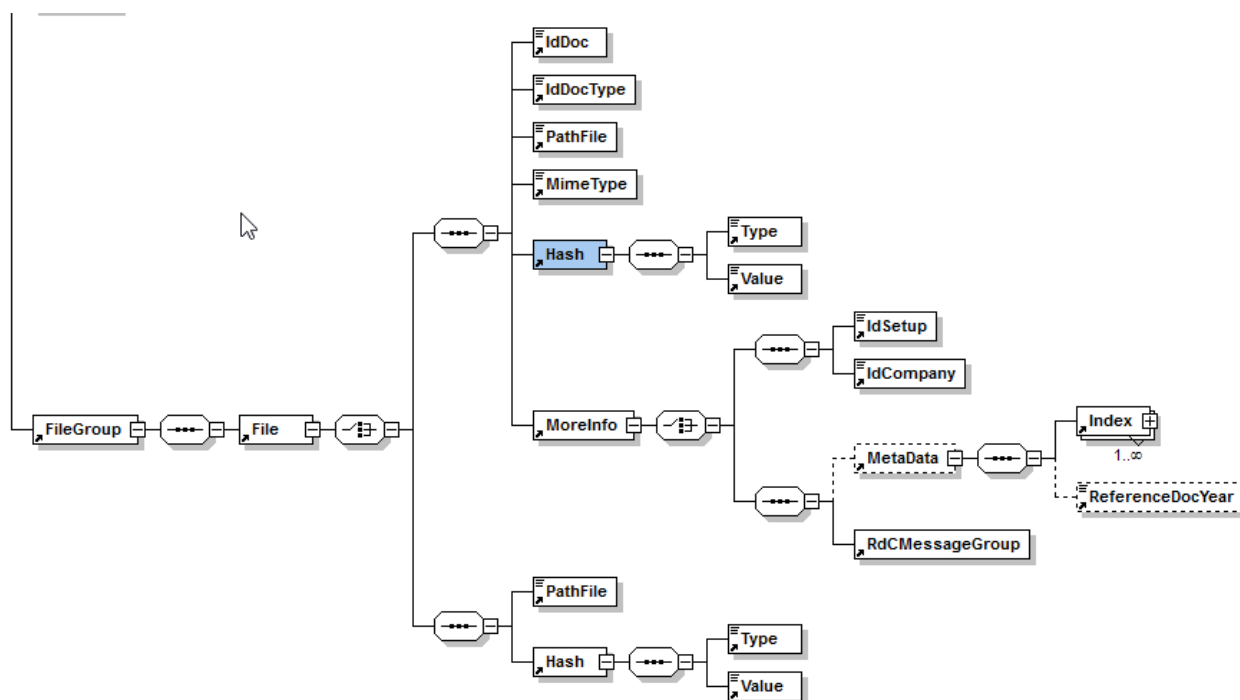 IdDoc
IdDocType
PathFile
MimeType
Hash
Type
Value
FileGroup
File
MoreInfo
IdSetup
IdCompany
MetaData
Index
1..∞
ReferenceDocYear
RdCMessageGroup
PathFile
Hash
Type
Value